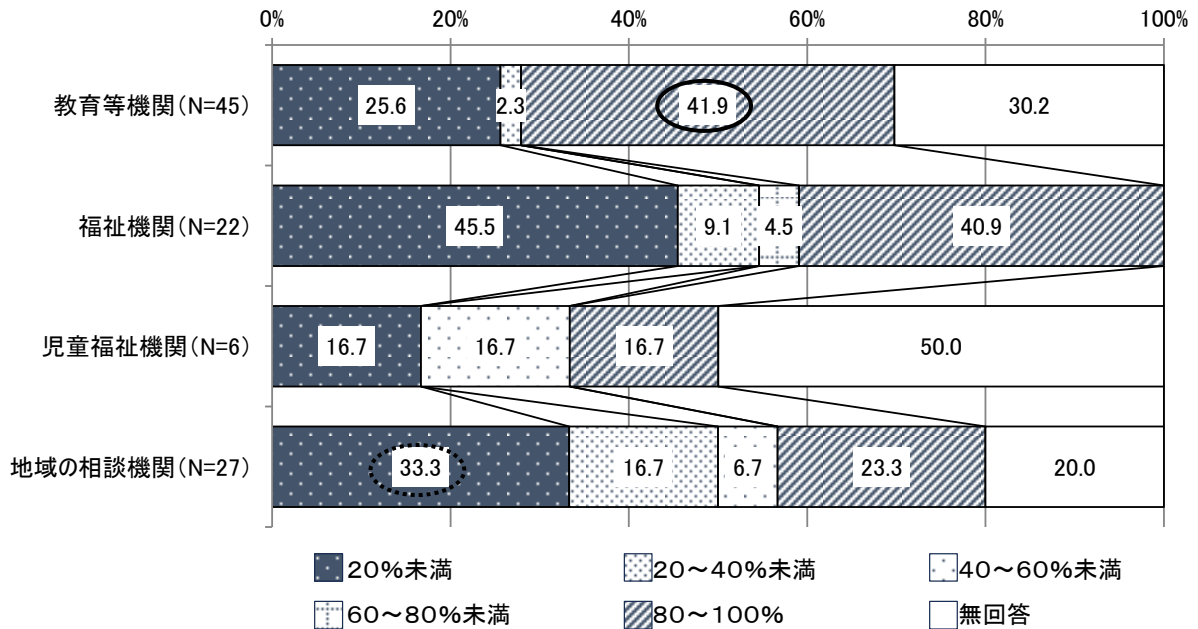 0% 20% 40% 60% 80% 100%
教育等機関(N=45) 25.6 2.3 41.9 30.2
福祉機関(N=22) 45.5 9.1 4.5 40.9
児童福祉機関(N=6) 16.7 16.7 16.7 50.0
地域の相談機関(N=27) 33.3 16.7 6.7 23.3 20.0
20%未満 20～40%未満 40～60%未満
60～80%未満 80～100% 無回答